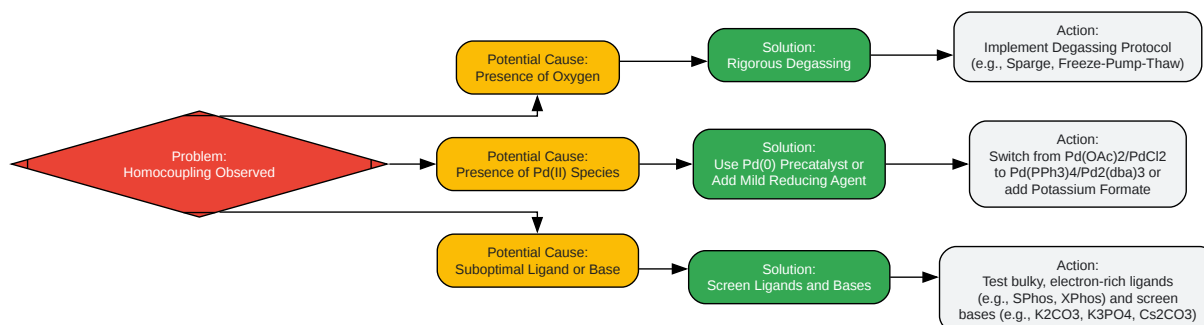 Problem:
Homocoupling Observed
Potential Cause:
Presence of Oxygen
Solution:
Rigorous Degassing
Action:
Implement Degassing Protocol
(e.g., Sparge, Freeze-Pump-Thaw)
Potential Cause:
Presence of Pd(II) Species
Solution:
Use Pd(0) Precatalyst or
Add Mild Reducing Agent
Action:
Switch from Pd(OAc)2/PdCl2
to Pd(PPh3)4/Pd2(dba)3 or
add Potassium Formate
Potential Cause:
Suboptimal Ligand or Base
Solution:
Screen Ligands and Bases
Action:
Test bulky, electron-rich ligands
(e.g., SPhos, XPhos) and screen
bases (e.g., K2CO3, K3PO4, Cs2CO3)